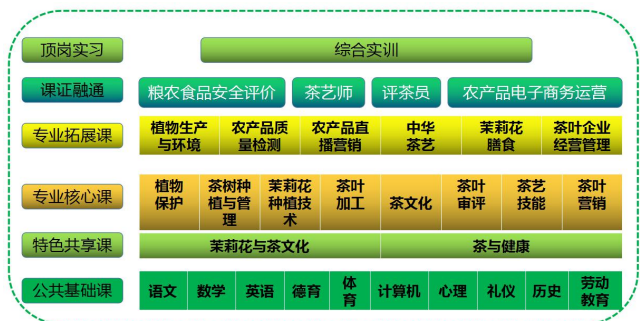 顶岗实习
综合实训
课证融通
粮农食品安全评价
茶艺师
评茶员
农产品电子商务运营
专业拓展课
植物生产
与环境
农产品质
量检测
农产品直
播营销
中华
茶艺
茉莉花
膳食
茶叶企业
经营管理
专业核心课
植物
保护
茶树种
植与管
理
茉莉花
种植技
术
茶叶
加工
茶文化
茶叶
审评
茶艺
技能
茶叶
营销
特色共享课
茉莉花与茶文化
茶与健康
公共基础课
语文
数学
英语
德育
体
育
计算机
心理
礼仪
历史
劳动
教育